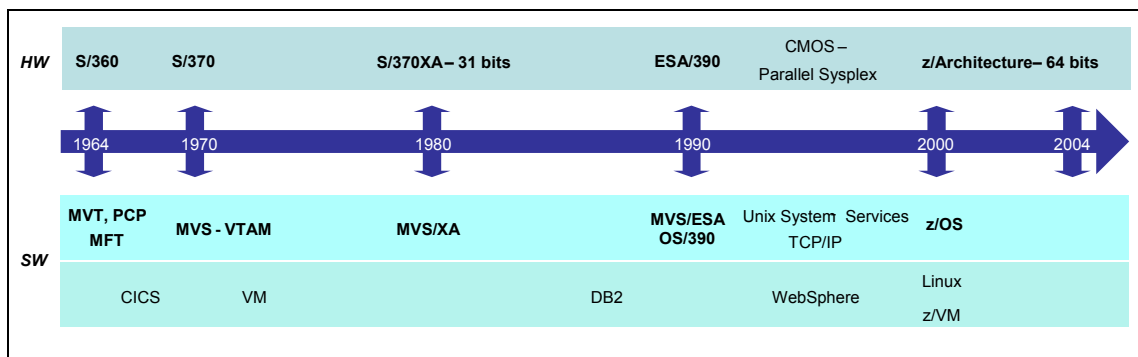 HW
S/360
S/370
S/370XA– 31 bits
ESA/390
CMOS –
Parallel Sysplex
z/Architecture– 64 bits
1964
1970
1980
1990
2000
2004
SW
MVT, PCP
MFT
MVS - VTAM
MVS/XA
MVS/ESA
OS/390
Unix System Services
TCP/IP
z/OS
CICS
VM
DB2
WebSphere
Linux
z/VM